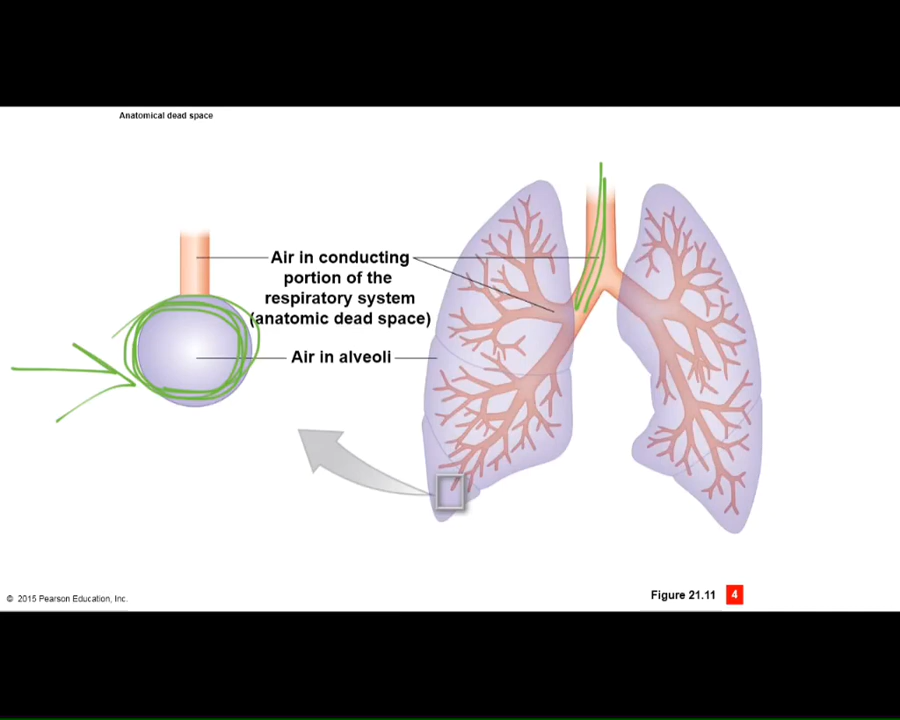 Anatomical dead space
Air in conducting
portion of the
respiratory system
(anatomic dead space)
Air in alveoli
© 2015 Pearson Education, Inc.
Figure 21.11 4